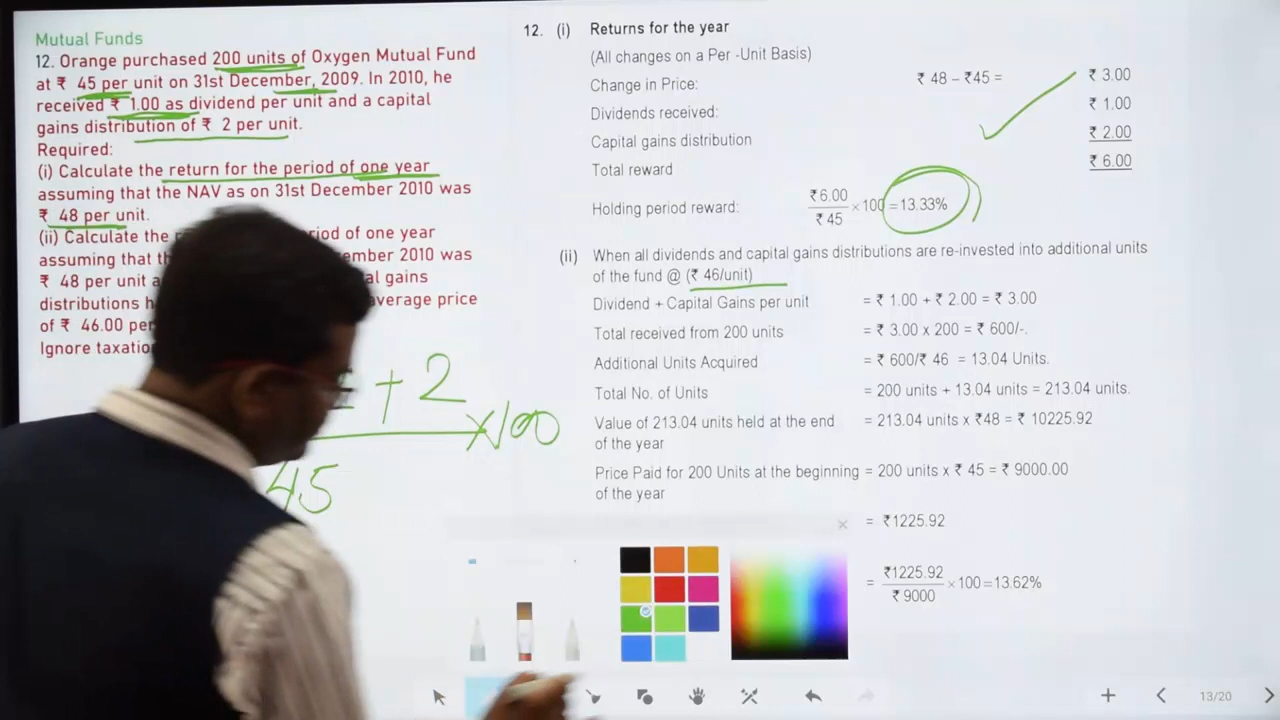 Mutual Funds
12. Orange purchased 200 units of Oxygen Mutual Fund
at ₹ 45 per unit on 31st December, 2009. In 2010, he
received ₹ 1.00 as dividend per unit and a capital
gains distribution of ₹ 2 per unit.
Required:
(i) Calculate the return for the period of one year
assuming that the NAV as on 31st December 2010 was
₹ 48 per unit.
(ii) Calculate the period of one year
assuming that ember 2010 was
₹ 48 per unit al gains
distributions average price
of ₹ 46.00 per
Ignore taxation
+ 2
×100
45
12. (i) Returns for the year
(All changes on a Per -Unit Basis)
Change in Price: ₹ 48 – ₹45 = ₹ 3.00
Dividends received: ₹ 1.00
Capital gains distribution ₹ 2.00
Total reward ₹ 6.00
Holding period reward: ₹6.00 / ₹ 45 ×100 = 13.33%
(ii) When all dividends and capital gains distributions are re-invested into additional units
of the fund @ (₹ 46/unit)
Dividend + Capital Gains per unit = ₹ 1.00 + ₹ 2.00 = ₹ 3.00
Total received from 200 units = ₹ 3.00 x 200 = ₹ 600/-.
Additional Units Acquired = ₹ 600/₹ 46 = 13.04 Units.
Total No. of Units = 200 units + 13.04 units = 213.04 units.
Value of 213.04 units held at the end = 213.04 units x ₹48 = ₹ 10225.92
of the year
Price Paid for 200 Units at the beginning = 200 units x ₹ 45 = ₹ 9000.00
of the year
= ₹1225.92
= ₹1225.92 / ₹ 9000 ×100 = 13.62%
13/20